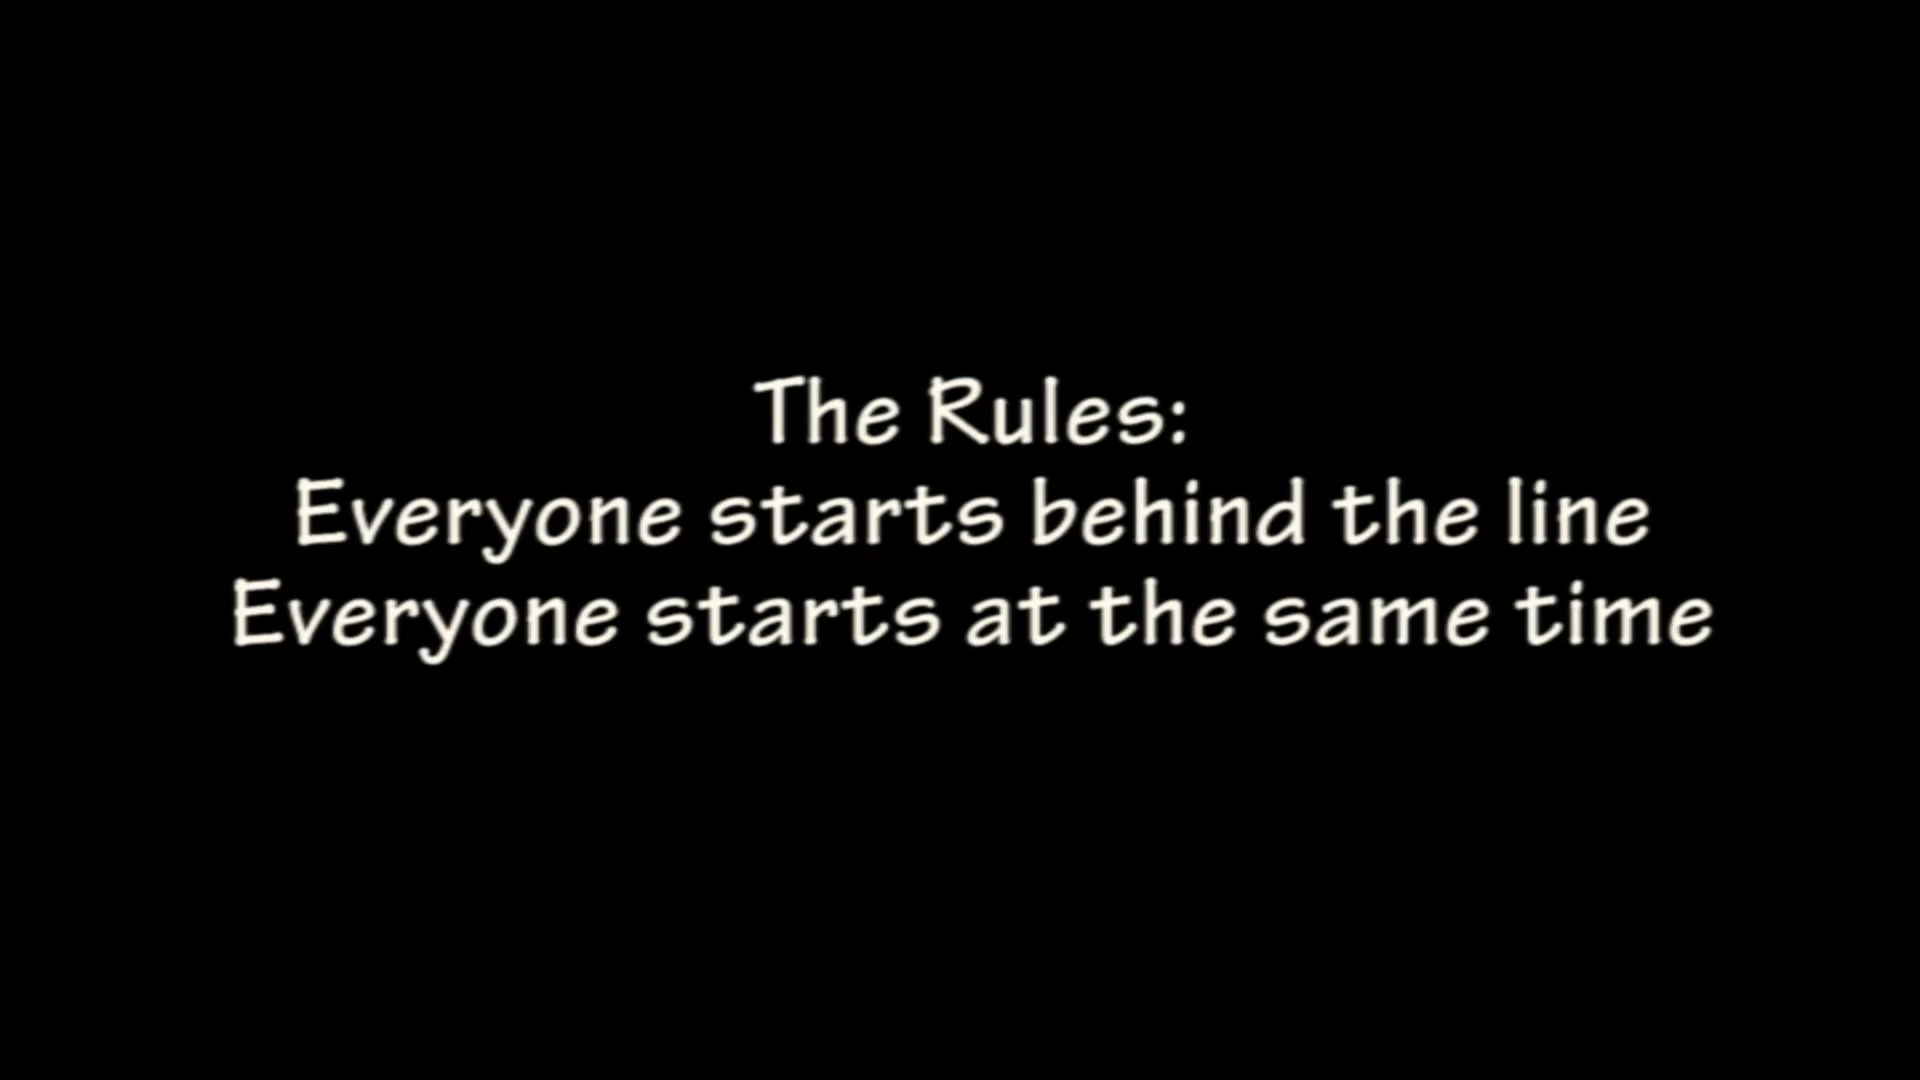 The Rules:
Everyone starts behind the line
Everyone starts at the same time